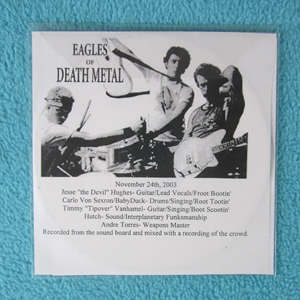 EAGLES
OF
DEATH METAL
November 24th, 2003
Jesse "the Devil" Hughes- Guitar/Lead Vocals/Froot Bootin'
Carlo Von Sexron/BabyDuck- Drums/Singing/Root Tootin'
Timmy "Tipover" Vanhamel- Guitar/Singing/Boot Scootin'
Hutch- Sound/Interplanetary Funksmanship
Andre Torres- Weapons Master
Recorded from the sound board and mixed with a recording of the crowd.